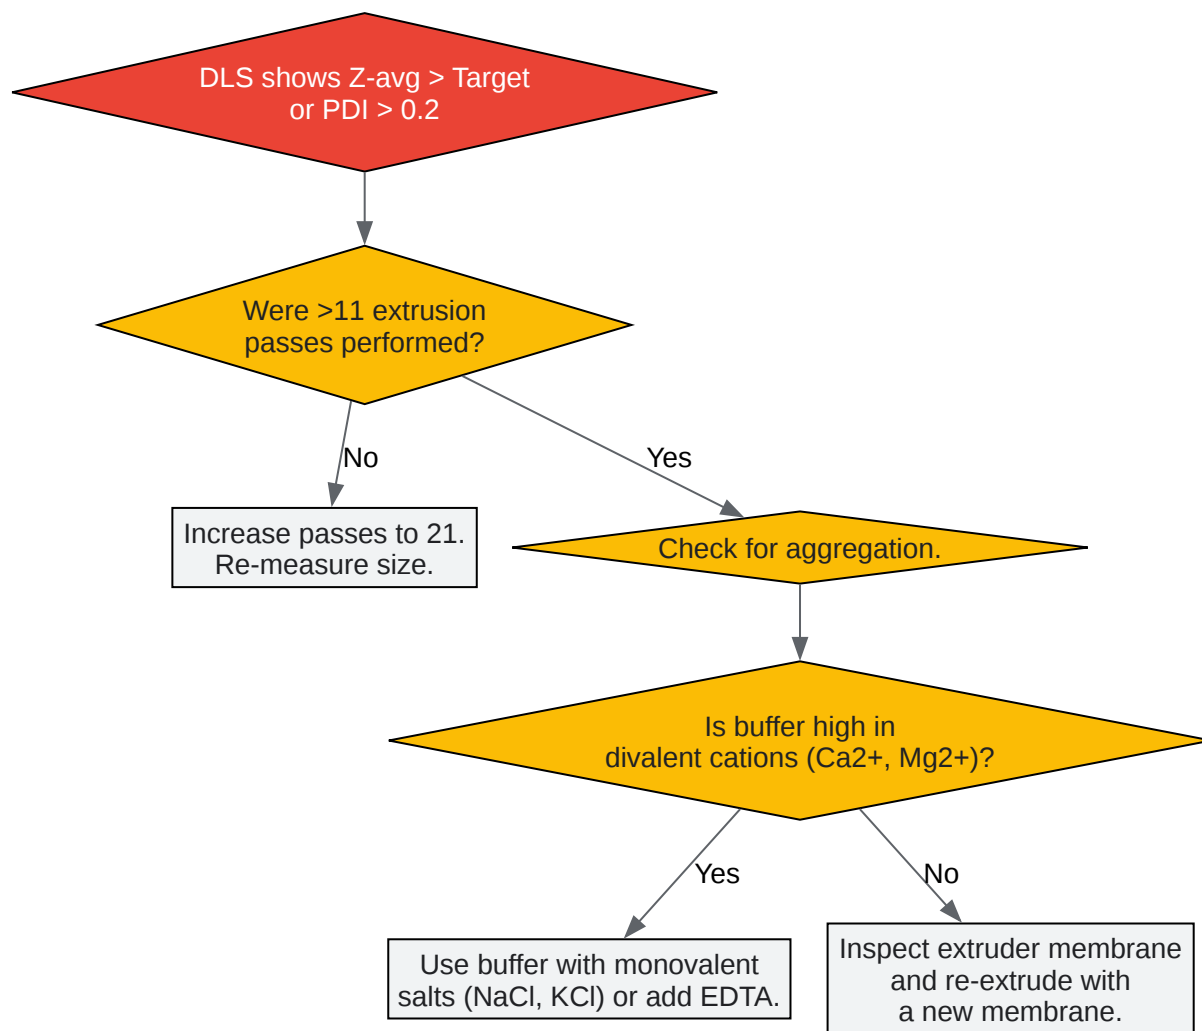 DLS shows Z-avg > Target
or PDI > 0.2
Were >11 extrusion
passes performed?
No
Yes
Increase passes to 21.
Re-measure size.
Check for aggregation.
Is buffer high in
divalent cations (Ca2+, Mg2+)?
Yes
No
Use buffer with monovalent
salts (NaCl, KCl) or add EDTA.
Inspect extruder membrane
and re-extrude with
a new membrane.